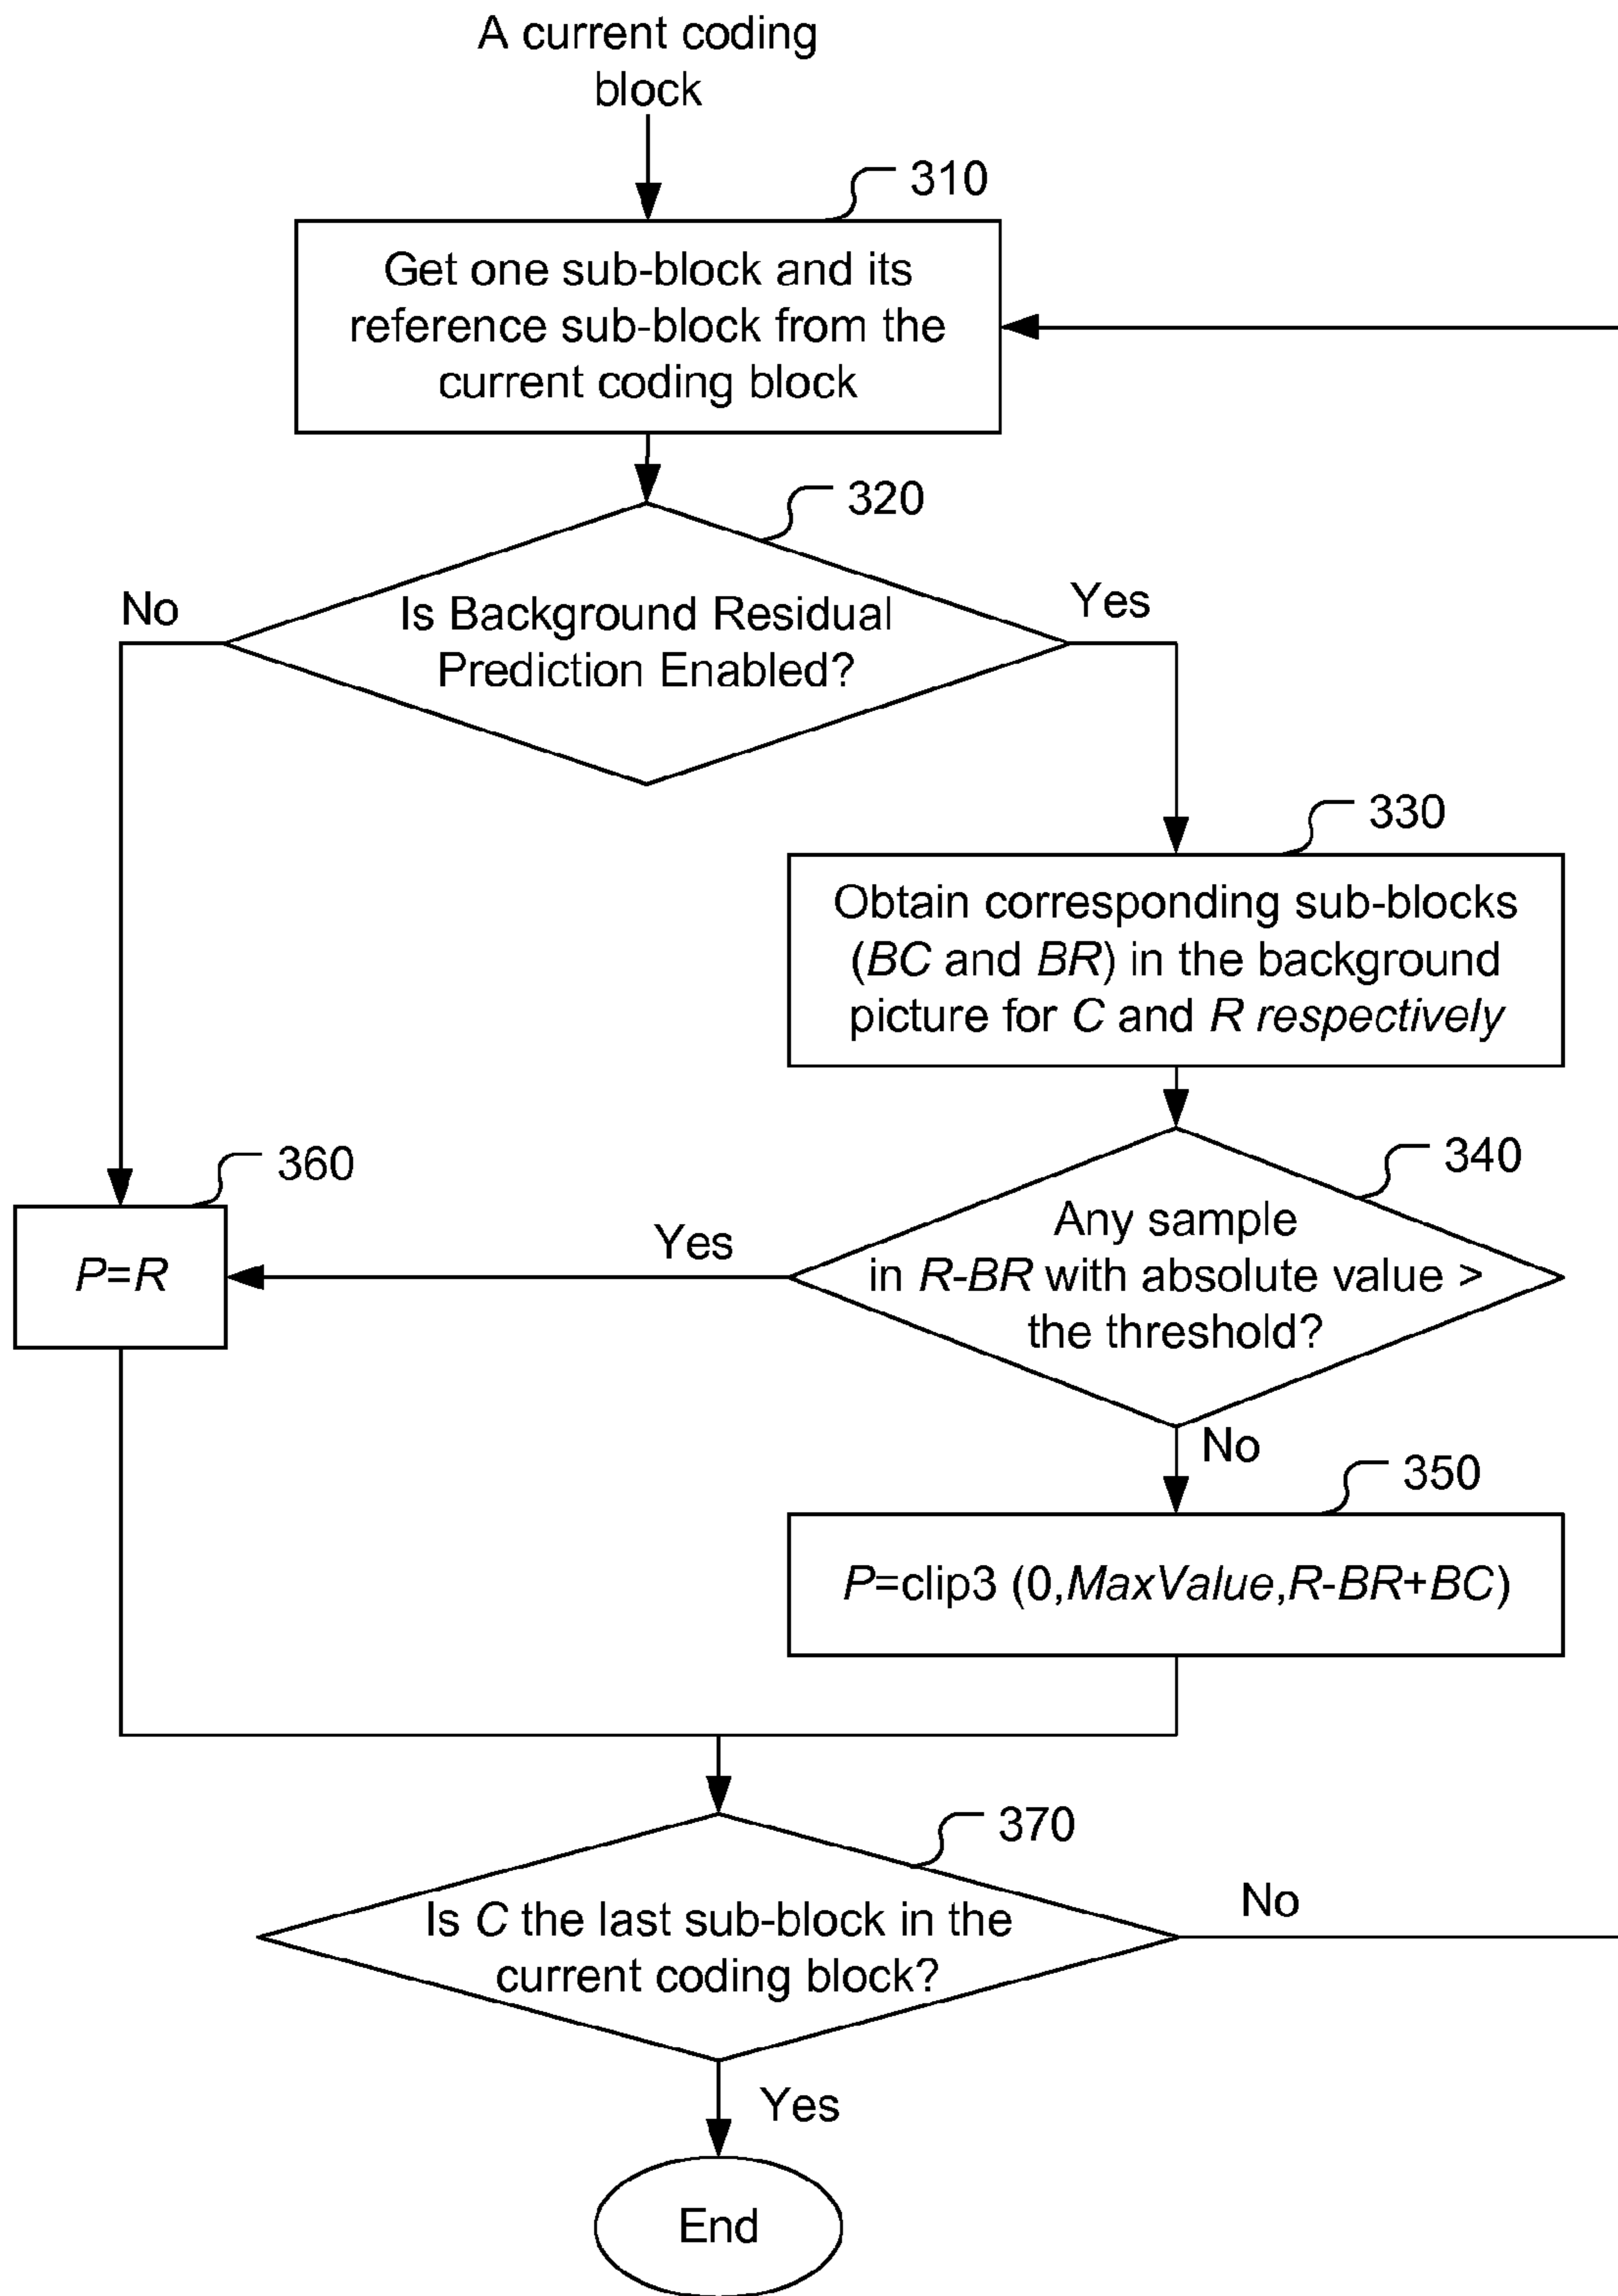 A current coding
block
310
Get one sub-block and its
reference sub-block from the
current coding block
320
No
Yes
Is Background Residual
Prediction Enabled?
330
Obtain corresponding sub-blocks
(BC and BR) in the background
picture for C and R respectively
340
360
Any sample
in R-BR with absolute value >
the threshold?
Yes
P=R
No
350
P=clip3 (0,MaxValue,R-BR+BC)
370
Is C the last sub-block in the
current coding block?
No
Yes
End